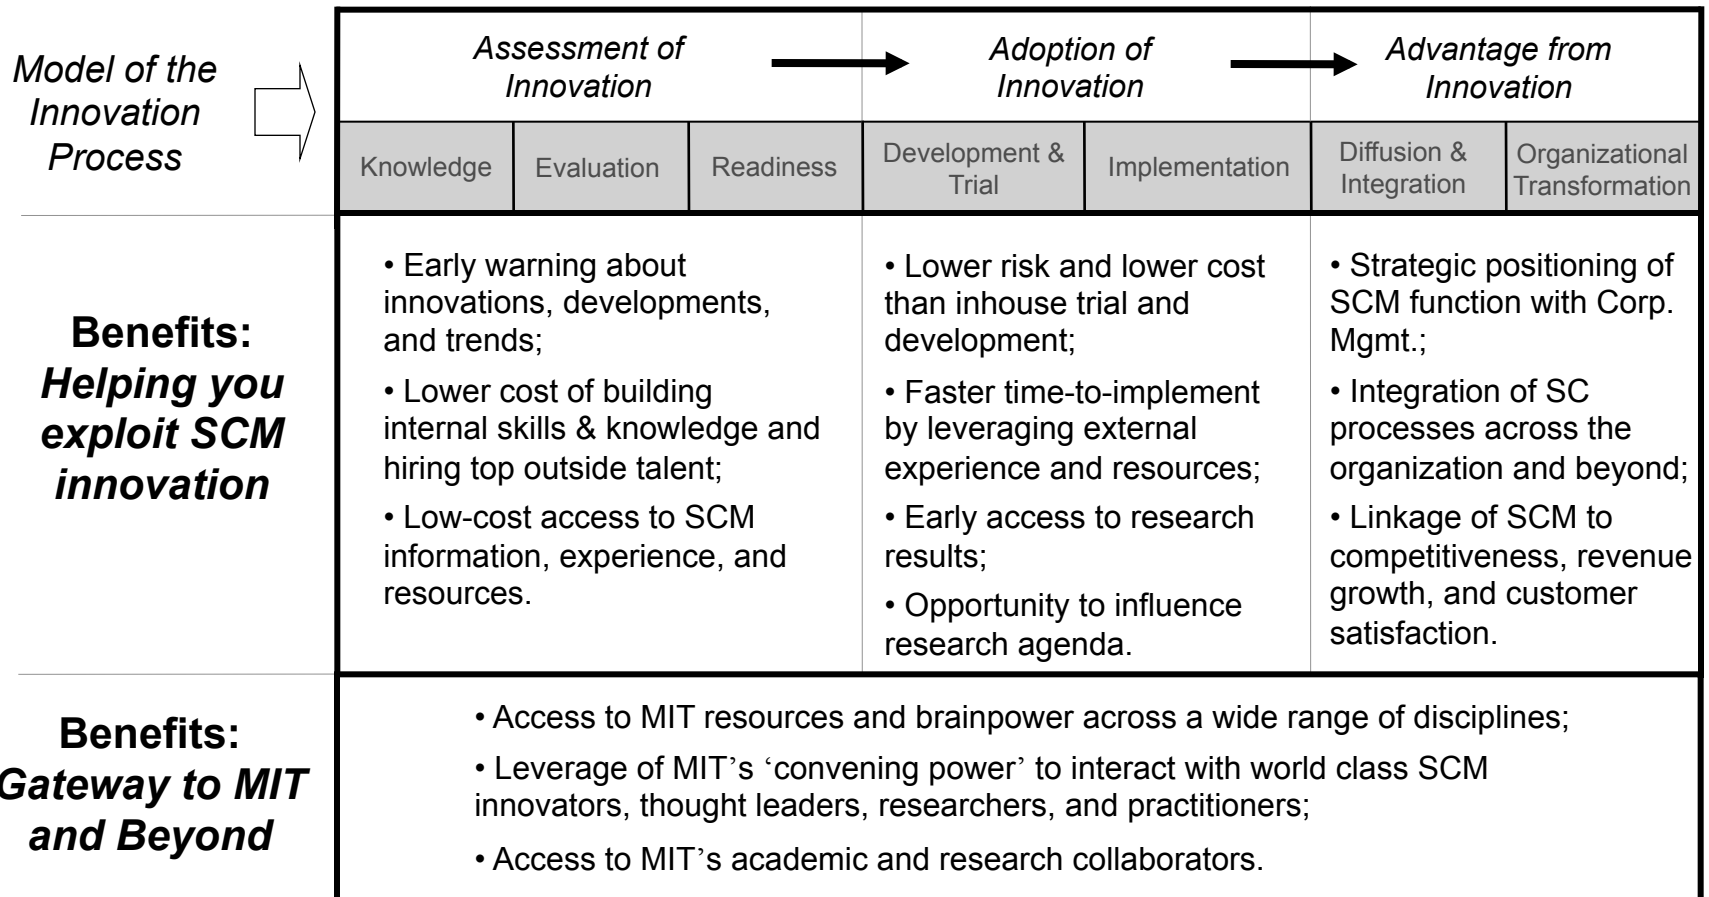 Model of the
Innovation
Process
Assessment of
Innovation
Adoption of
Innovation
Advantage from
Innovation
Knowledge
Evaluation
Readiness
Development &
Trial
Implementation
Diffusion &
Integration
Organizational
Transformation
Benefits:
Helping you
exploit SCM
innovation
• Early warning about
innovations, developments,
and trends;
• Lower cost of building
internal skills & knowledge and
hiring top outside talent;
• Low-cost access to SCM
information, experience, and
resources.
• Lower risk and lower cost
than inhouse trial and
development;
• Faster time-to-implement
by leveraging external
experience and resources;
• Early access to research
results;
• Opportunity to influence
research agenda.
• Strategic positioning of
SCM function with Corp.
Mgmt.;
• Integration of SC
processes across the
organization and beyond;
• Linkage of SCM to
competitiveness, revenue
growth, and customer
satisfaction.
Benefits:
Gateway to MIT
and Beyond
• Access to MIT resources and brainpower across a wide range of disciplines;
• Leverage of MIT’s ‘convening power’ to interact with world class SCM
innovators, thought leaders, researchers, and practitioners;
• Access to MIT’s academic and research collaborators.